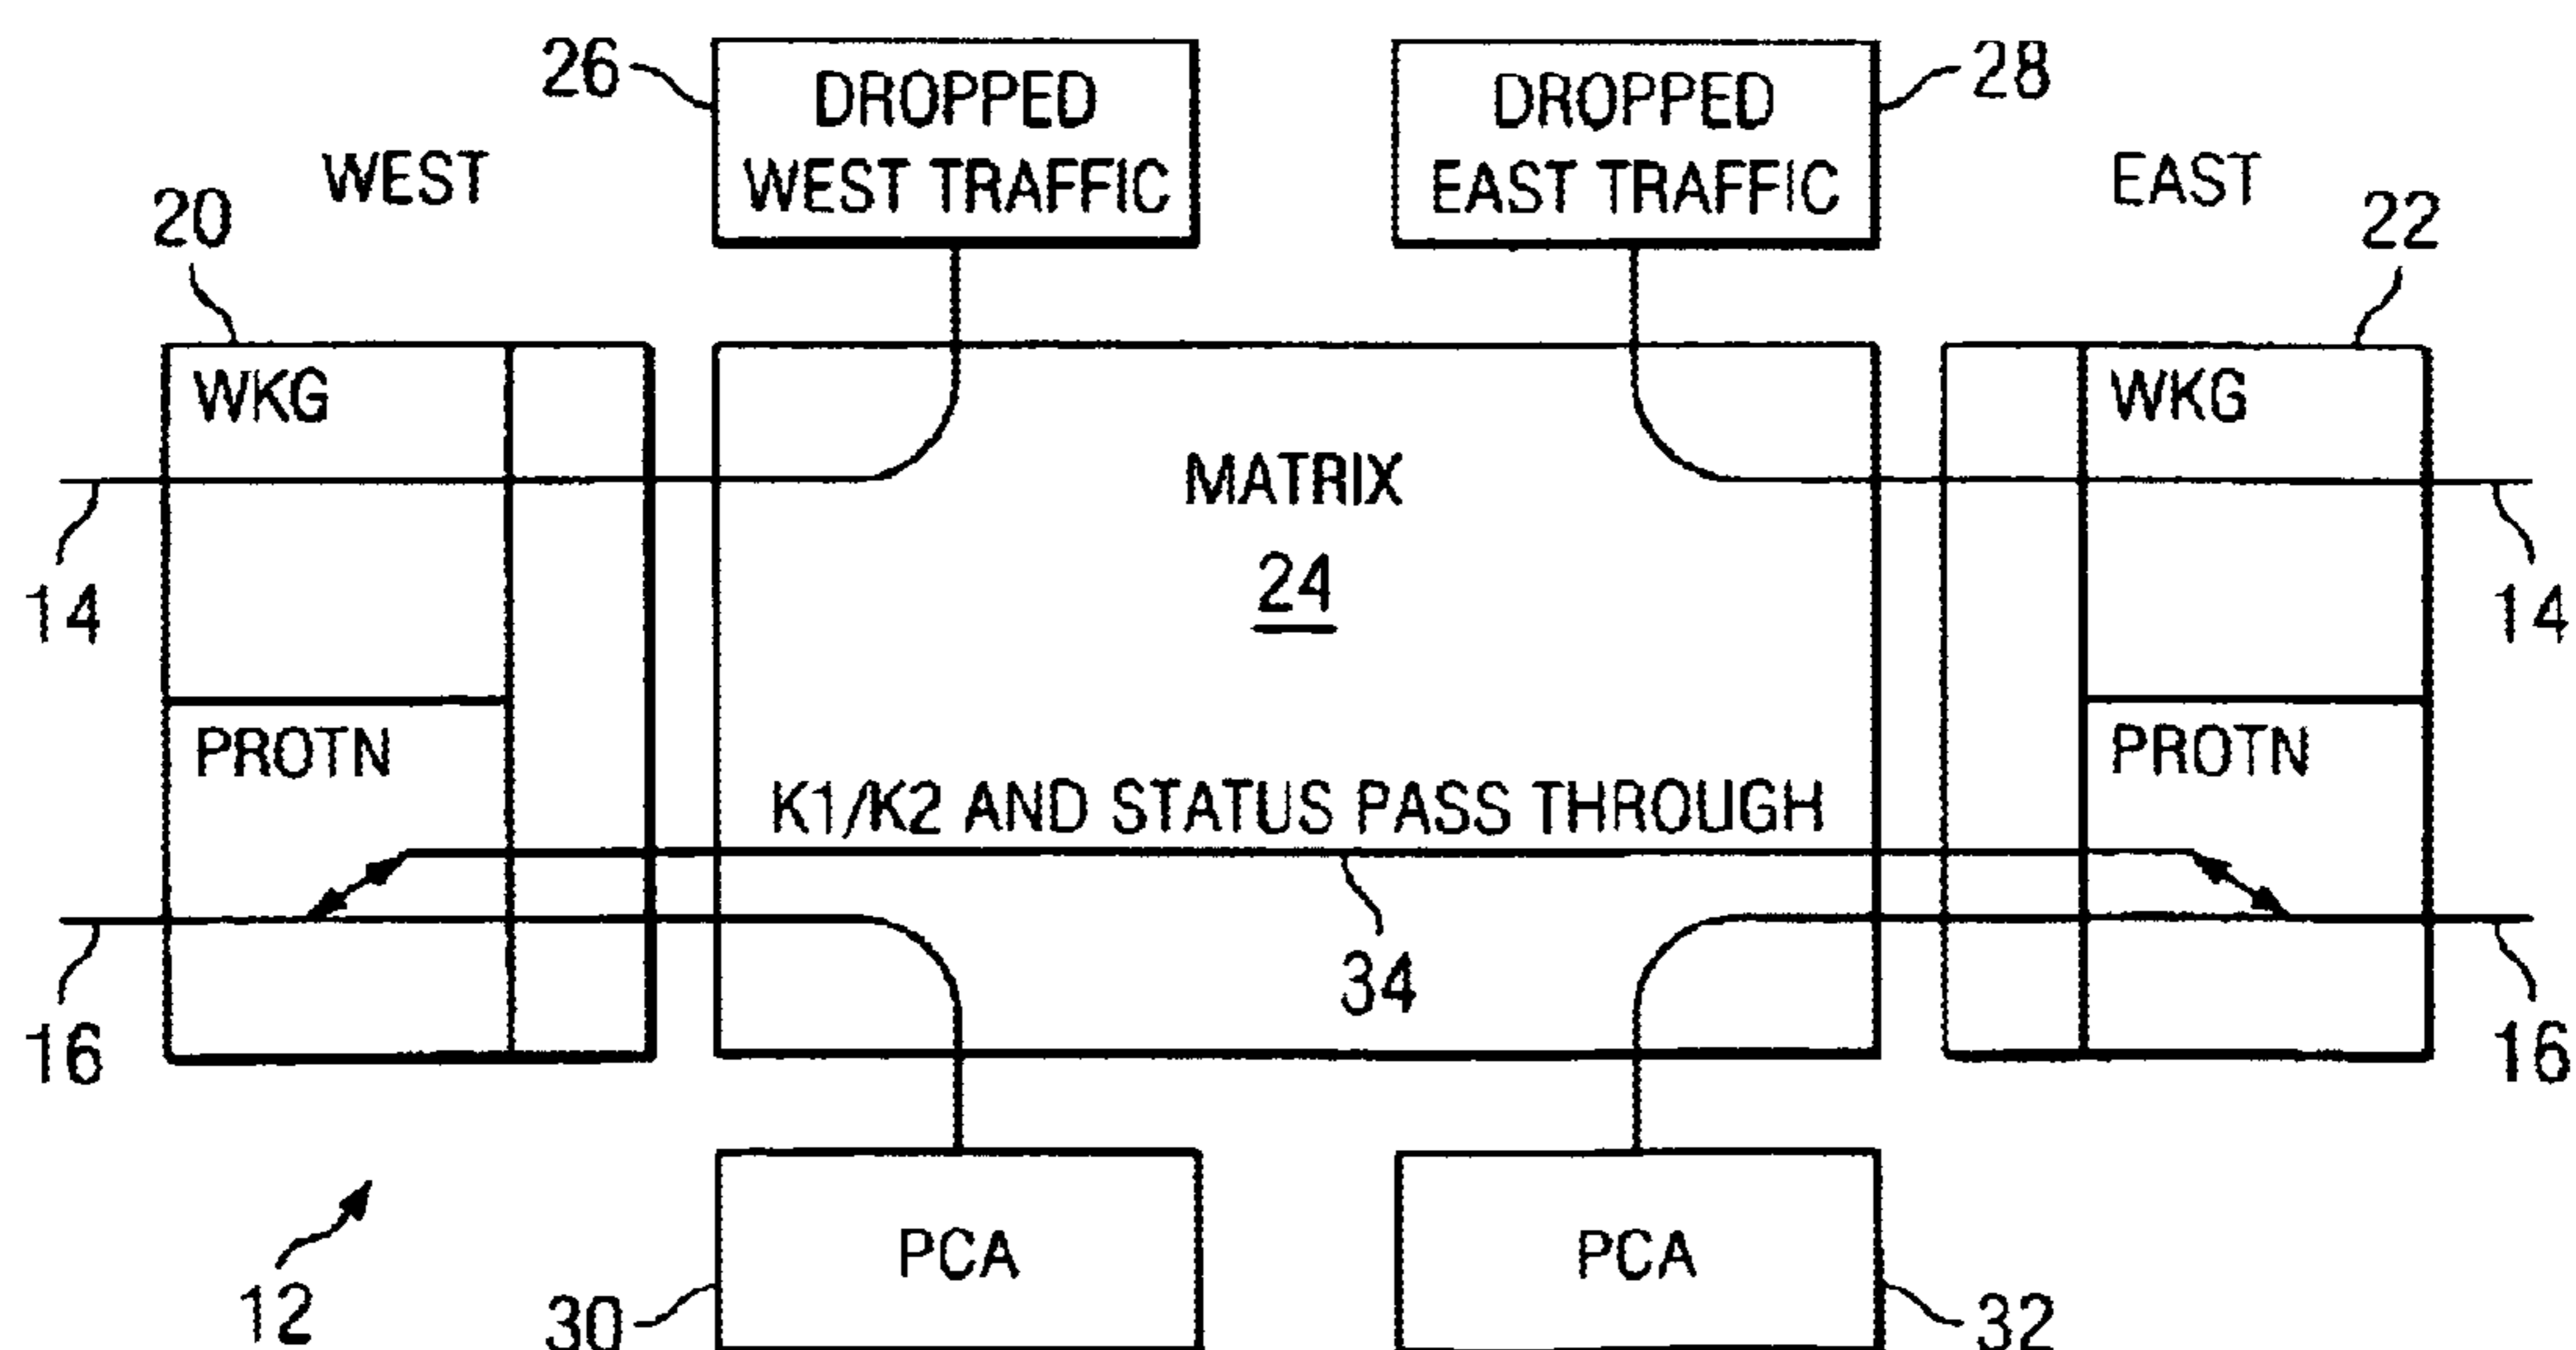 26
DROPPED
WEST TRAFFIC
DROPPED
EAST TRAFFIC
28
WEST
EAST
20
22
WKG
MATRIX
24
WKG
14
14
PROTN
PROTN
K1/K2 AND STATUS PASS THROUGH
34
16
16
12
30
PCA
PCA
32